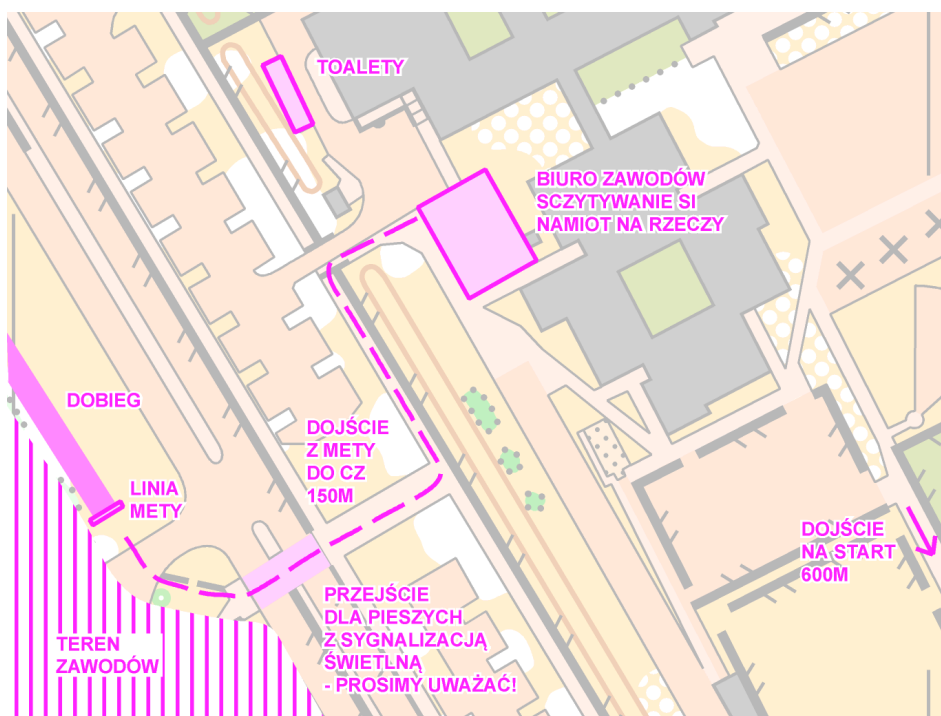 TOALETY
BIURO ZAWODÓW
SCZYTYWANIE SI
NAMIOT NA RZECZY
DOBIEG
LINIA
METY
DOJŚCIE
Z METY
DO CZ
150M
DOJŚCIE
NA START
600M
PRZEJŚCIE
DLA PIESZYCH
Z SYGNALIZACJĄ
ŚWIETLNĄ
- PROSIMY UWAŻAĆ!
TEREN
ZAWODÓW